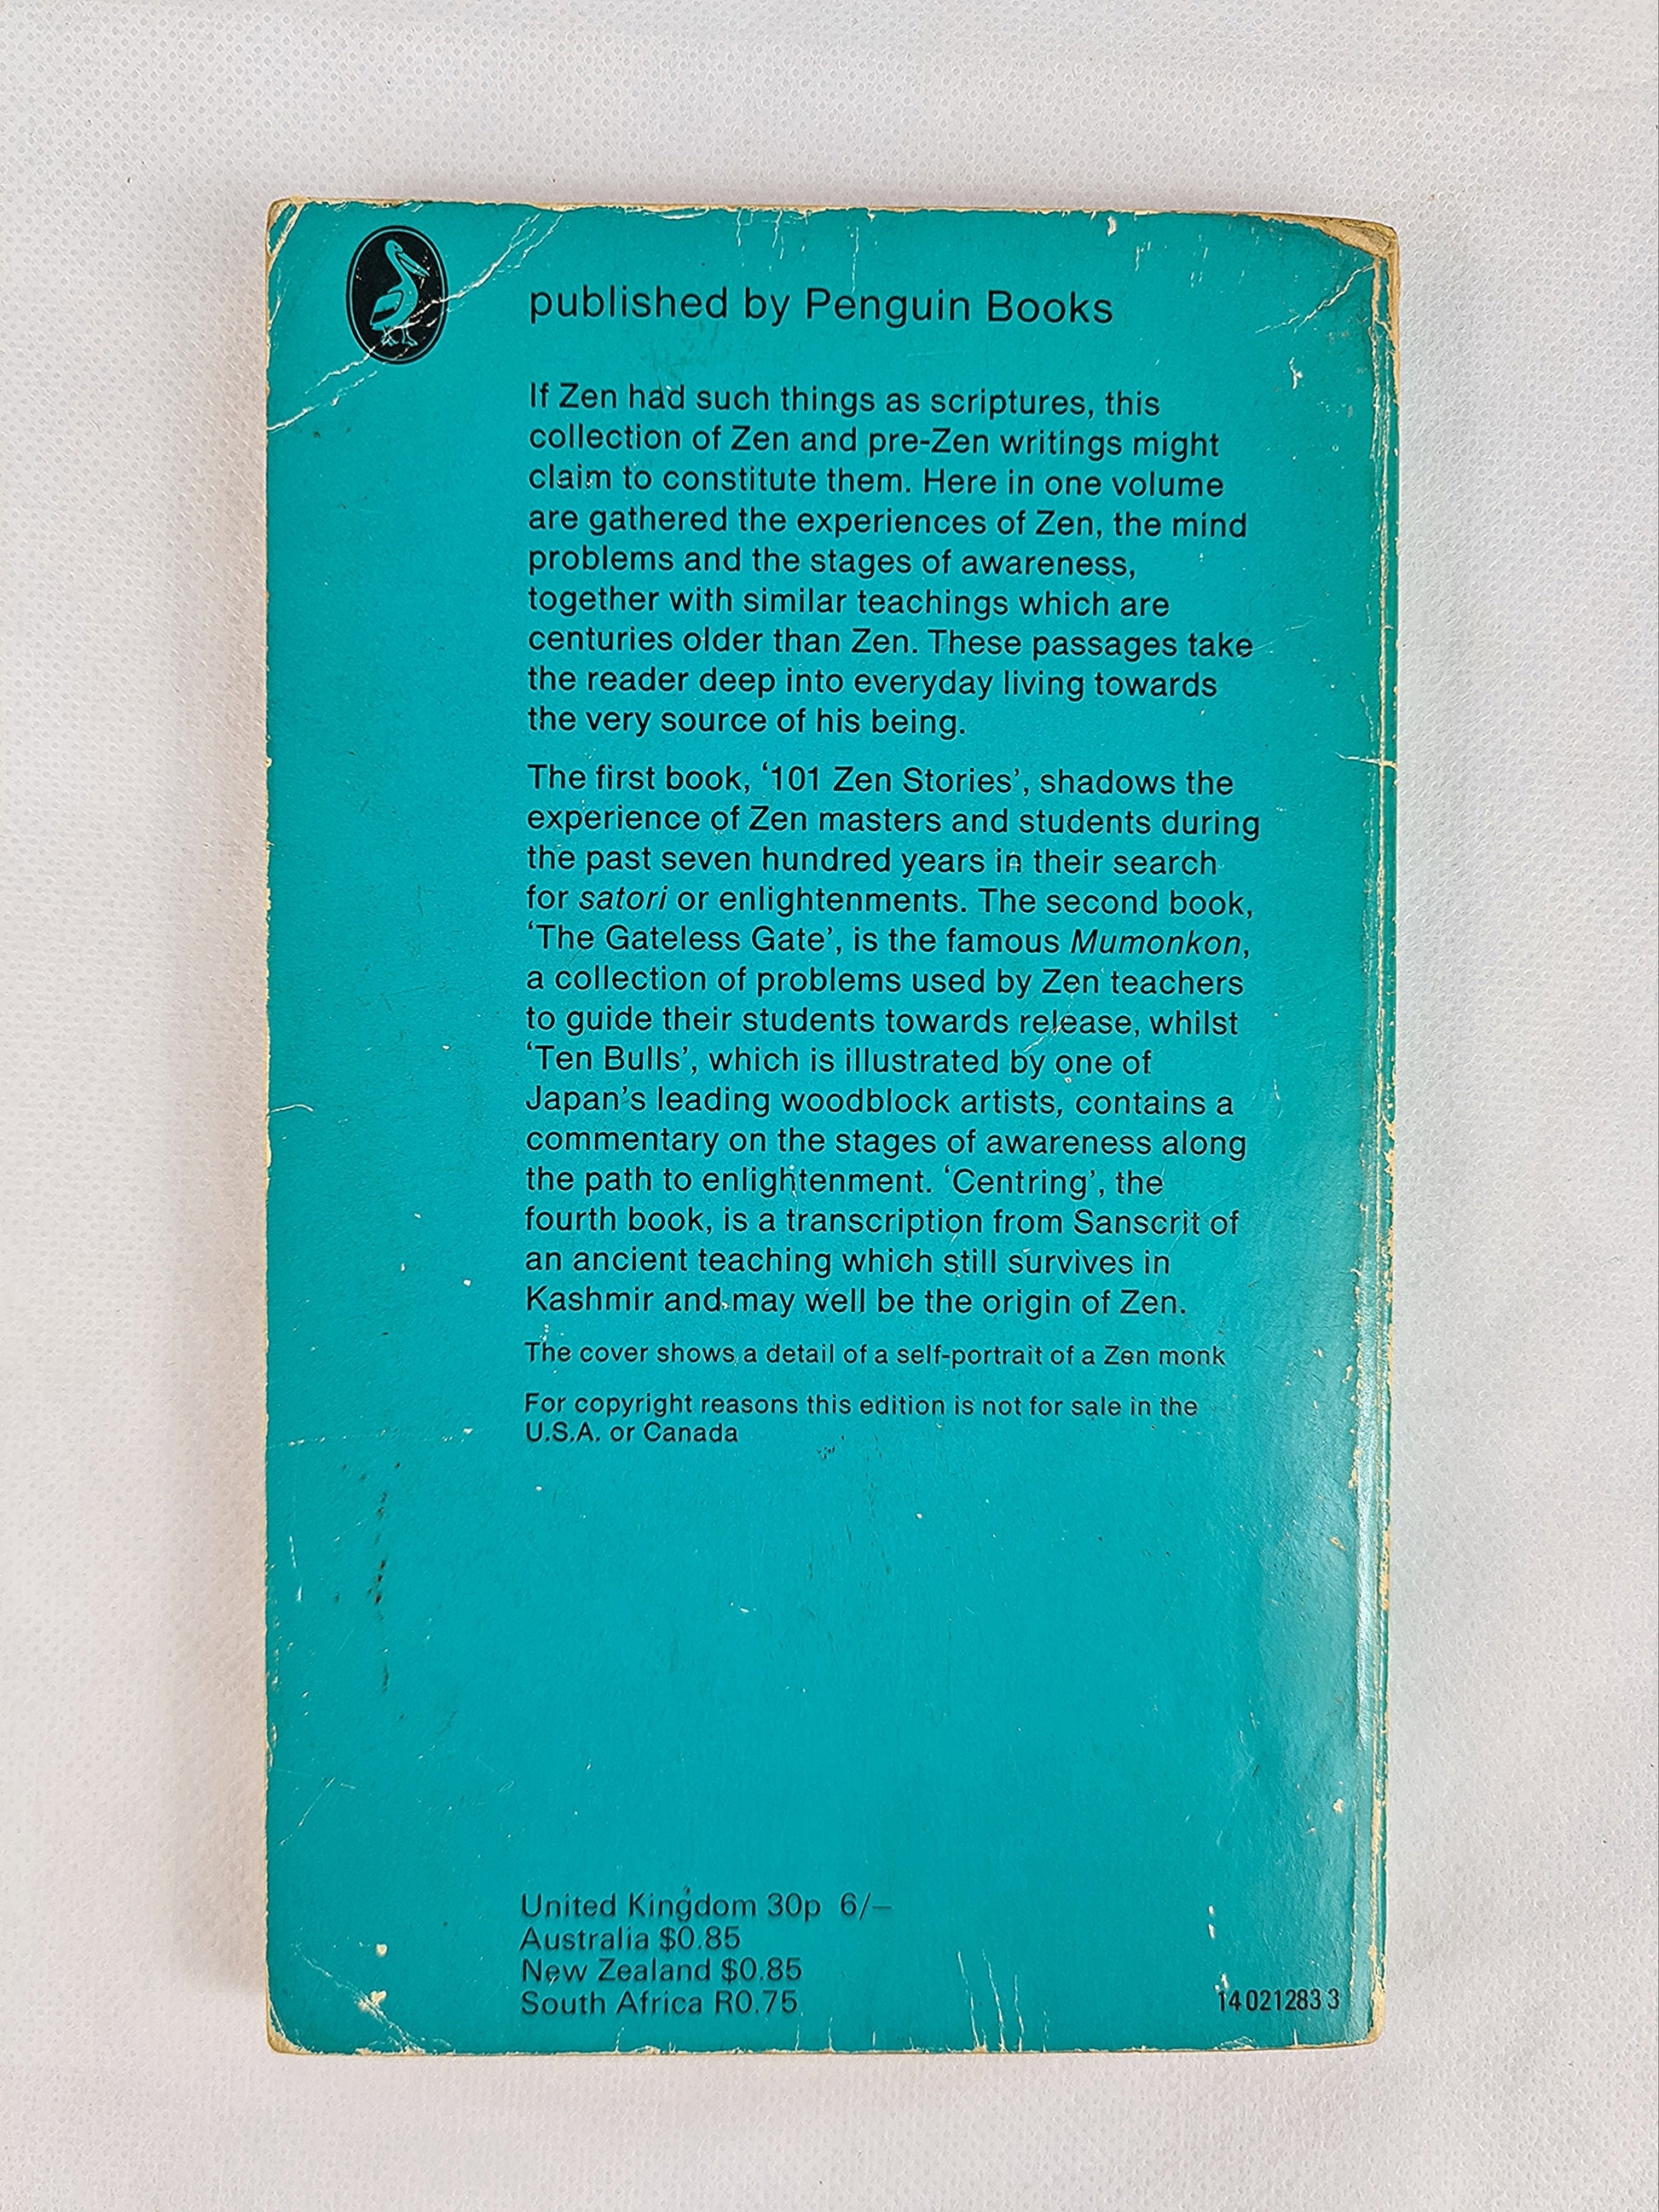 published by Penguin Books
If Zen had such things as scriptures, this
collection of Zen and pre-Zen writings might
claim to constitute them. Here in one volume
are gathered the experiences of Zen, the mind
problems and the stages of awareness,
together with similar teachings which are
centuries older than Zen. These passages take
the reader deep into everyday living towards
the very source of his being.
The first book, ‘101 Zen Stories’, shadows the
experience of Zen masters and students during
the past seven hundred years in their search
for satori or enlightenments. The second book,
‘The Gateless Gate’, is the famous Mumonkon,
a collection of problems used by Zen teachers
to guide their students towards release, whilst
‘Ten Bulls’, which is illustrated by one of
Japan’s leading woodblock artists, contains a
commentary on the stages of awareness along
the path to enlightenment. ‘Centring’, the
fourth book, is a transcription from Sanscrit of
an ancient teaching which still survives in
Kashmir and may well be the origin of Zen.
The cover shows a detail of a self-portrait of a Zen monk
For copyright reasons this edition is not for sale in the
U.S.A. or Canada
United Kingdom 30p 6/–
Australia $0.85
New Zealand $0.85
South Africa R0.75
14 021283 3